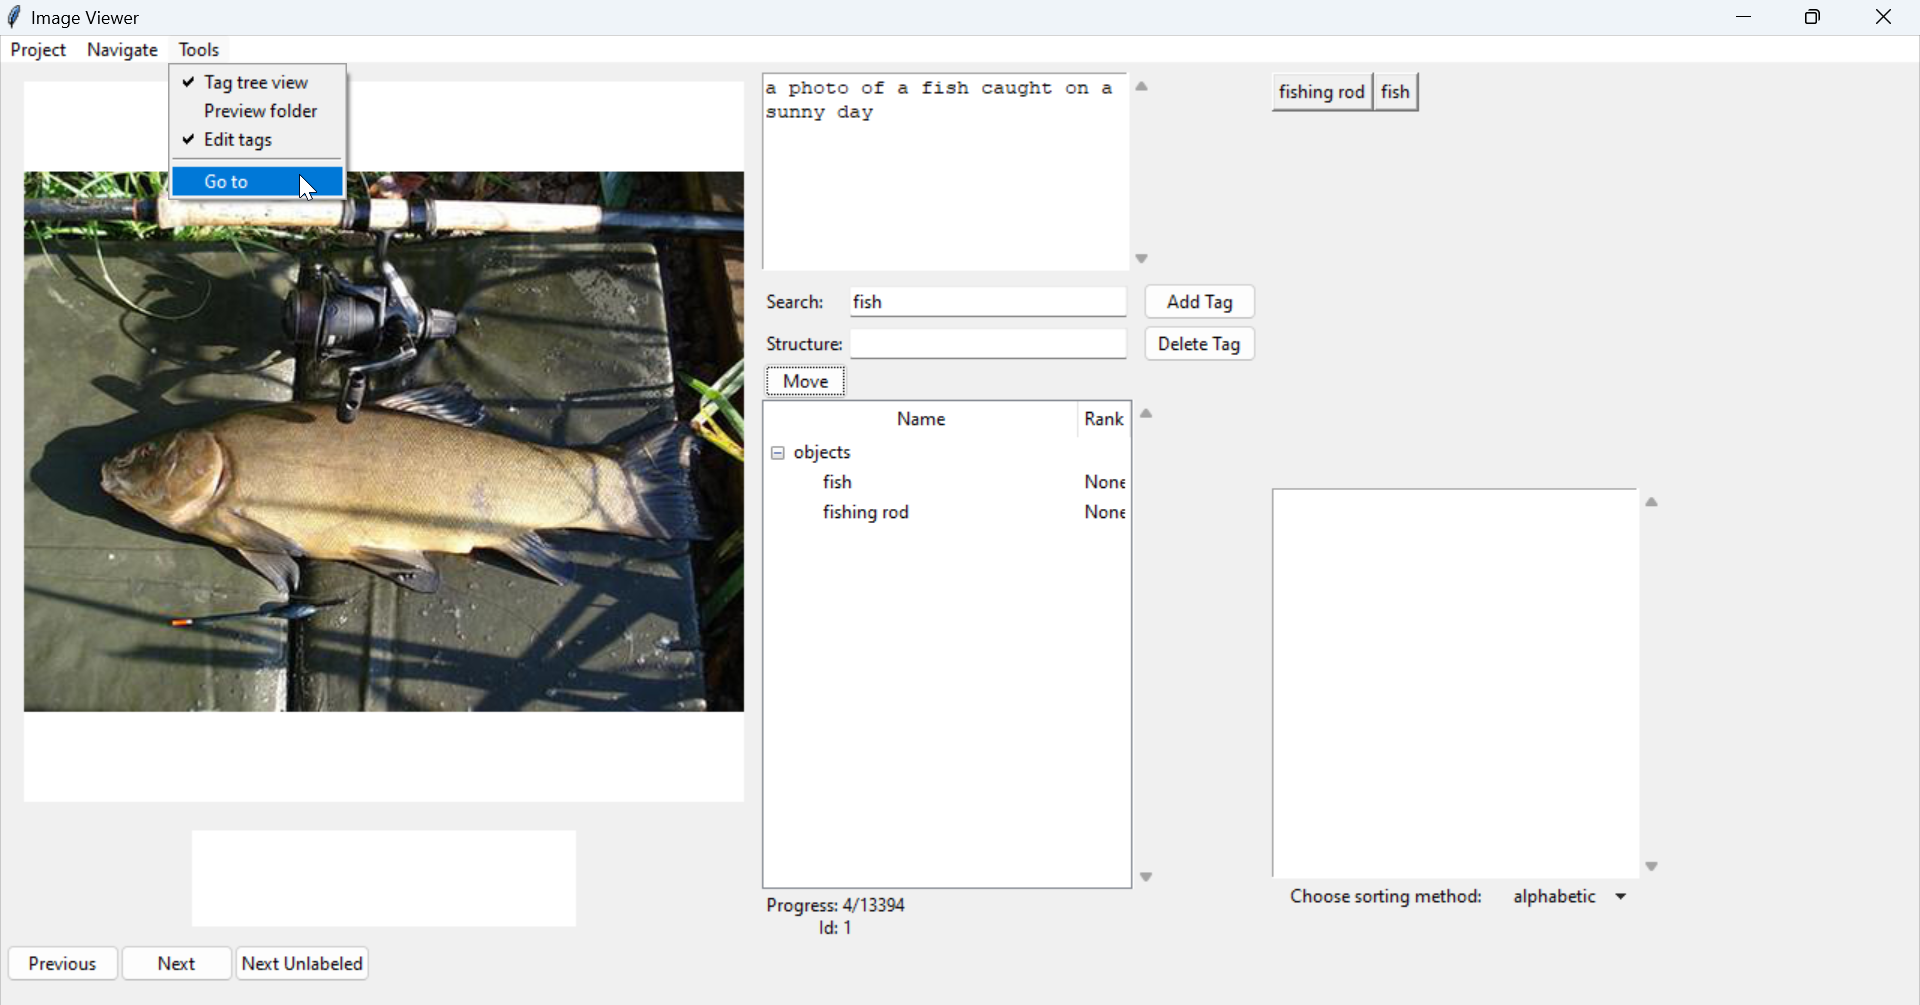 Image Viewer
Project Navigate Tools
Tag tree view
Preview folder
Edit tags
Go to
a photo of a fish caught on a
sunny day
fishing rod fish
Search: fish Add Tag
Structure: Delete Tag
Move
Name Rank
objects
fish None
fishing rod None
Progress: 4/13394
Id: 1
Choose sorting method: alphabetic
Previous Next Next Unlabeled